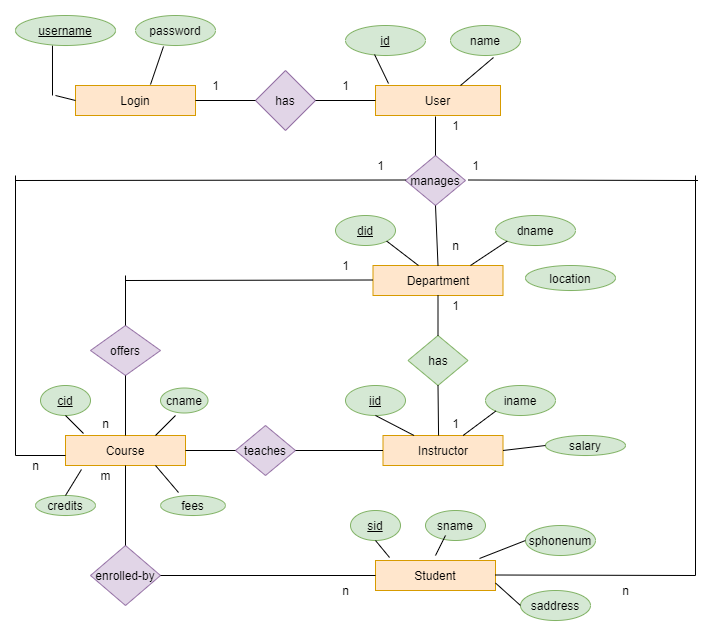 username
password
id
name
Login
1
has
1
User
1
1
manages
1
did
dname
n
location
1
Department
1
offers
has
cid
cname
iid
iname
n
1
Course
teaches
Instructor
salary
n
m
credits
fees
sid
sname
sphonenum
enrolled-by
Student
n
n
saddress